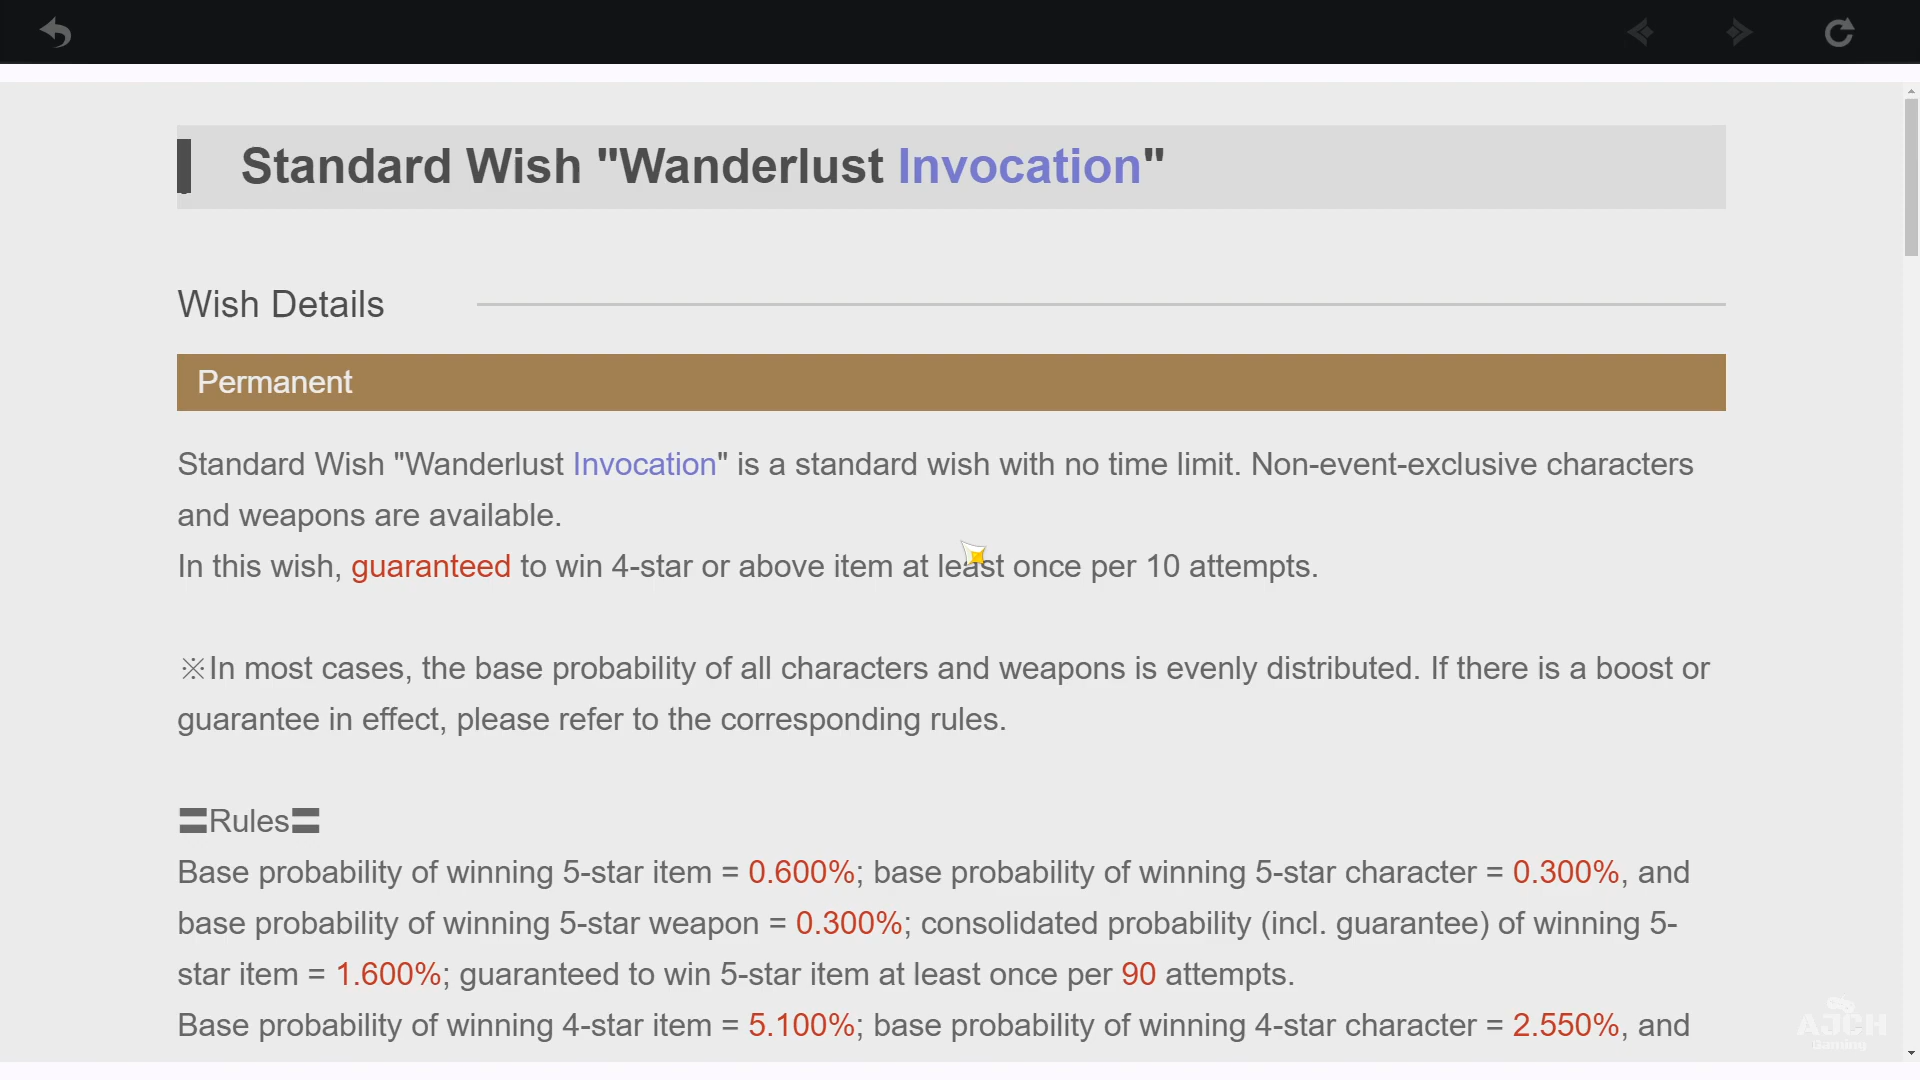 Standard Wish "Wanderlust Invocation"
Wish Details
Permanent
Standard Wish "Wanderlust Invocation" is a standard wish with no time limit. Non-event-exclusive characters
and weapons are available.
In this wish, guaranteed to win 4-star or above item at least once per 10 attempts.
※In most cases, the base probability of all characters and weapons is evenly distributed. If there is a boost or
guarantee in effect, please refer to the corresponding rules.
〓Rules〓
Base probability of winning 5-star item = 0.600%; base probability of winning 5-star character = 0.300%, and
base probability of winning 5-star weapon = 0.300%; consolidated probability (incl. guarantee) of winning 5-
star item = 1.600%; guaranteed to win 5-star item at least once per 90 attempts.
Base probability of winning 4-star item = 5.100%; base probability of winning 4-star character = 2.550%, and
AJCH
Gaming